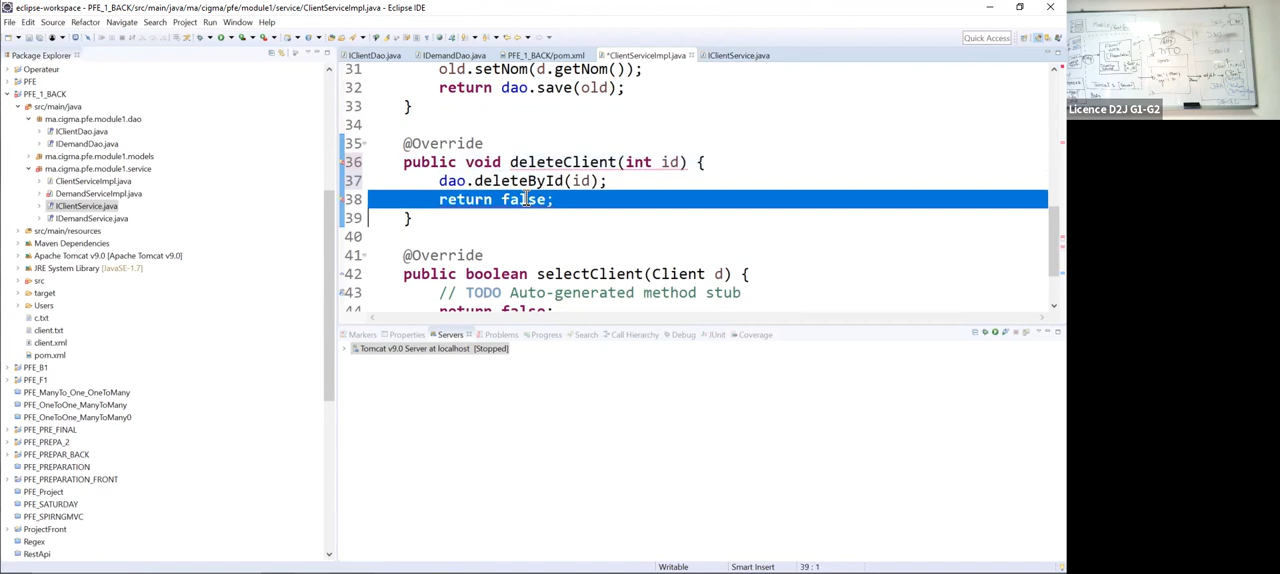 eclipse-workspace - PFE_1_BACK/src/main/java/ma/cigma/pfe/module1/service/ClientServiceImpl.java - Eclipse IDE
File Edit Source Refactor Navigate Search Project Run Window Help
Quick Access
Package Explorer
Operateur
PFE
PFE_1_BACK
src/main/java
ma.cigma.pfe.module1.dao
IClientDao.java
IDemandDao.java
ma.cigma.pfe.module1.models
ma.cigma.pfe.module1.service
ClientServiceImpl.java
DemandServiceImpl.java
IClientService.java
IDemandService.java
src/main/resources
Maven Dependencies
Apache Tomcat v9.0 [Apache Tomcat v9.0]
JRE System Library [JavaSE-1.7]
src
target
Users
c.txt
client.txt
client.xml
pom.xml
PFE_B1
PFE_F1
PFE_ManyTo_One_OneToMany
PFE_OneToOne_ManyToMany
PFE_OneToOne_ManyToMany0
PFE_PRE_FINAL
PFE_PREPA_2
PFE_PREPAR_BACK
PFE_PREPARATION
PFE_PREPARATION_FRONT
PFE_Project
PFE_SATURDAY
PFE_SPIRNGMVC
ProjectFront
Regex
RestApi
IClientDao.java IDemandDao.java PFE_1_BACK/pom.xml *ClientServiceImpl.java IClientService.java
31 old.setNom(d.getNom());
32 return dao.save(old);
33 }
34
35 @Override
36 public void deleteClient(int id) {
37 dao.deleteById(id);
38 return false;
39 }
40
41 @Override
42 public boolean selectClient(Client d) {
43 // TODO Auto-generated method stub
44 return false;
Markers Properties Servers Problems Progress Search Call Hierarchy Debug JUnit Coverage
Tomcat v9.0 Server at localhost [Stopped]
Writable Smart Insert 39 : 1
Licence D2J G1-G2